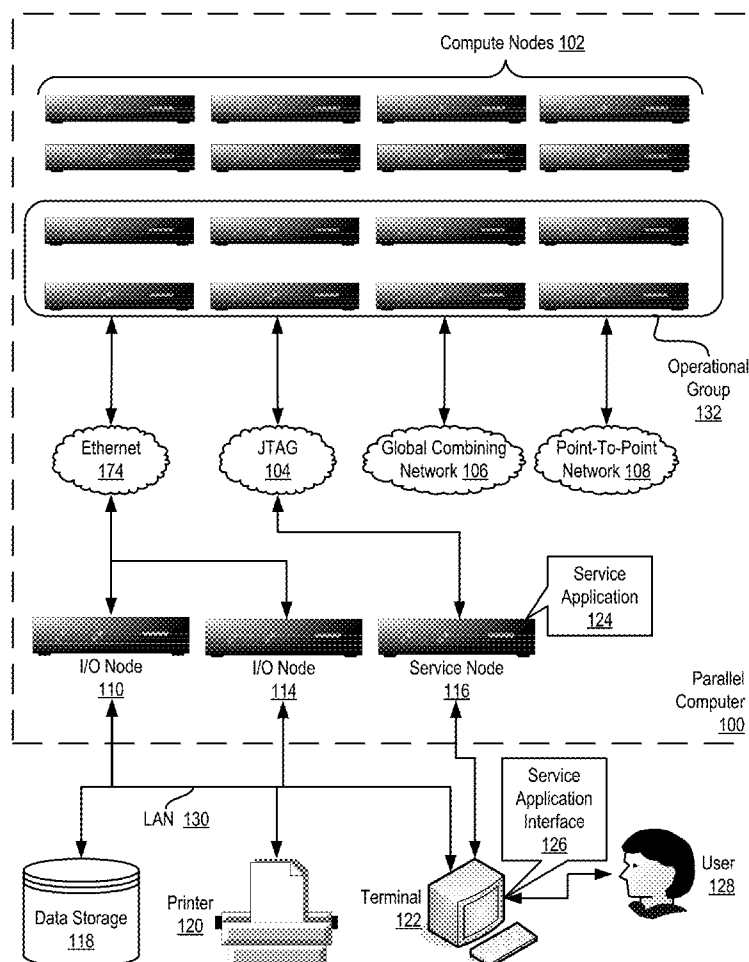 Compute Nodes 102
Operational
Group
132
Ethernet
174
JTAG
104
Global Combining
Network 106
Point-To-Point
Network 108
Service
Application
124
I/O Node
110
I/O Node
114
Service Node
116
Parallel
Computer
100
LAN 130
Service
Application
Interface
126
Data Storage
118
Printer
120
Terminal
122
User
128